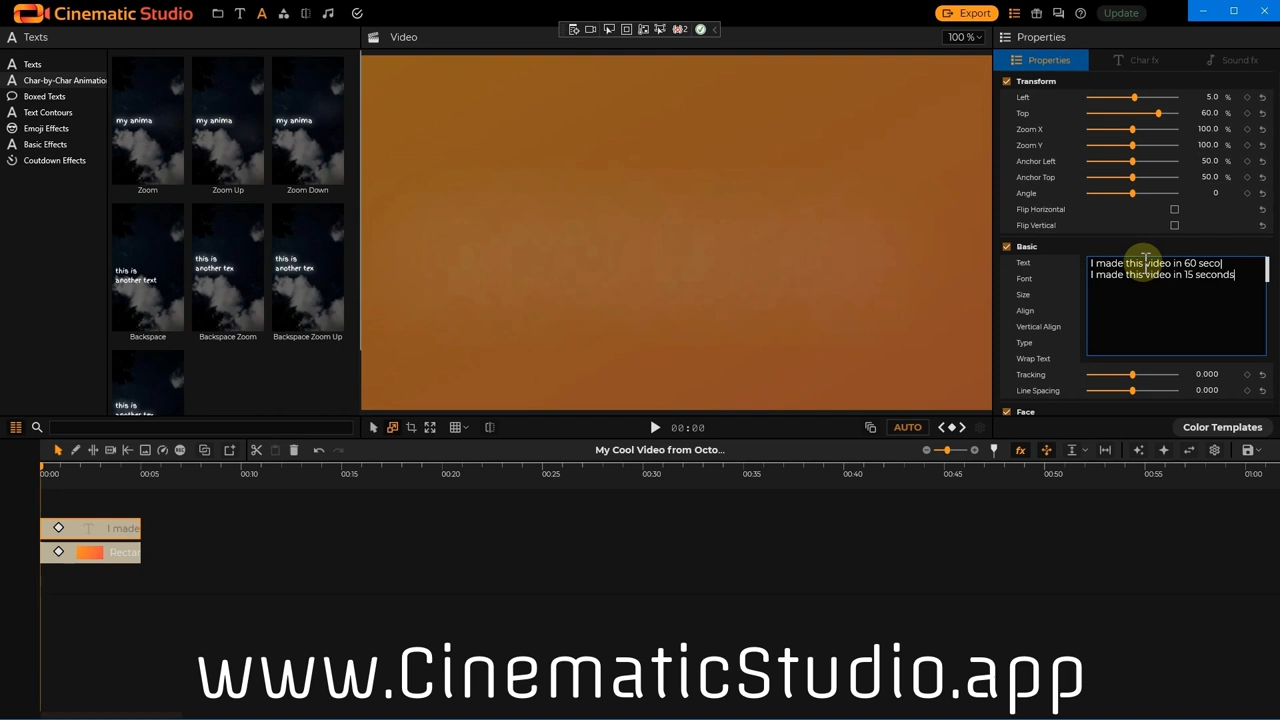 Cinematic Studio
Export
Update
Texts
Video
100 %
Properties
Texts
Char-by-Char Animatio
Boxed Texts
Text Contours
Emoji Effects
Basic Effects
Coutdown Effects
my anima
my anima
my anima
Zoom
Zoom Up
Zoom Down
this is
another text
this is
another tex
this is
another tex
Backspace
Backspace Zoom
Backspace Zoom Up
this is
Properties
Char fx
Sound fx
Transform
Left 5.0 %
Top 60.0 %
Zoom X 100.0 %
Zoom Y 100.0 %
Anchor Left 50.0 %
Anchor Top 50.0 %
Angle 0
Flip Horizontal
Flip Vertical
Basic
Text
I made this video in 60 seco
I made this video in 15 seconds
Font
Size
Align
Vertical Align
Type
Wrap Text
Tracking 0.000
Line Spacing 0.000
Face
00:00
AUTO
Color Templates
My Cool Video from Octo...
fx
00:00 00:05 00:10 00:15 00:20 00:25 00:30 00:35 00:40 00:45 00:50 00:55 01:00
I made
Rectan
www.CinematicStudio.app